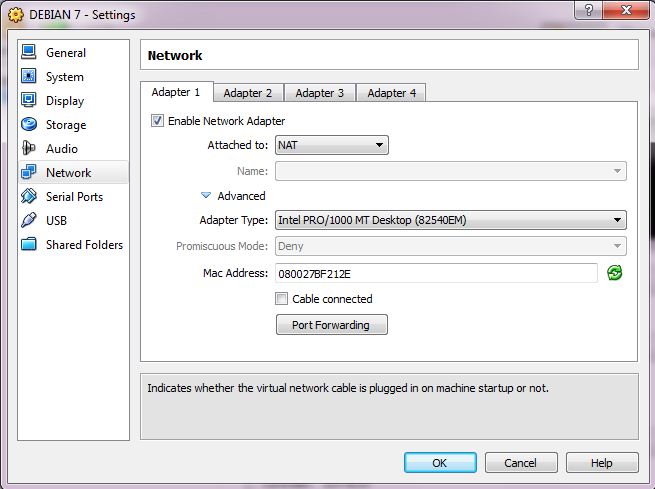 DEBIAN 7 - Settings
General
System
Display
Storage
Audio
Network
Serial Ports
USB
Shared Folders
Network
Adapter 1 Adapter 2 Adapter 3 Adapter 4
Enable Network Adapter
Attached to: NAT
Name:
Advanced
Adapter Type: Intel PRO/1000 MT Desktop (82540EM)
Promiscuous Mode: Deny
Mac Address: 080027BF212E
Cable connected
Port Forwarding
Indicates whether the virtual network cable is plugged in on machine startup or not.
OK Cancel Help